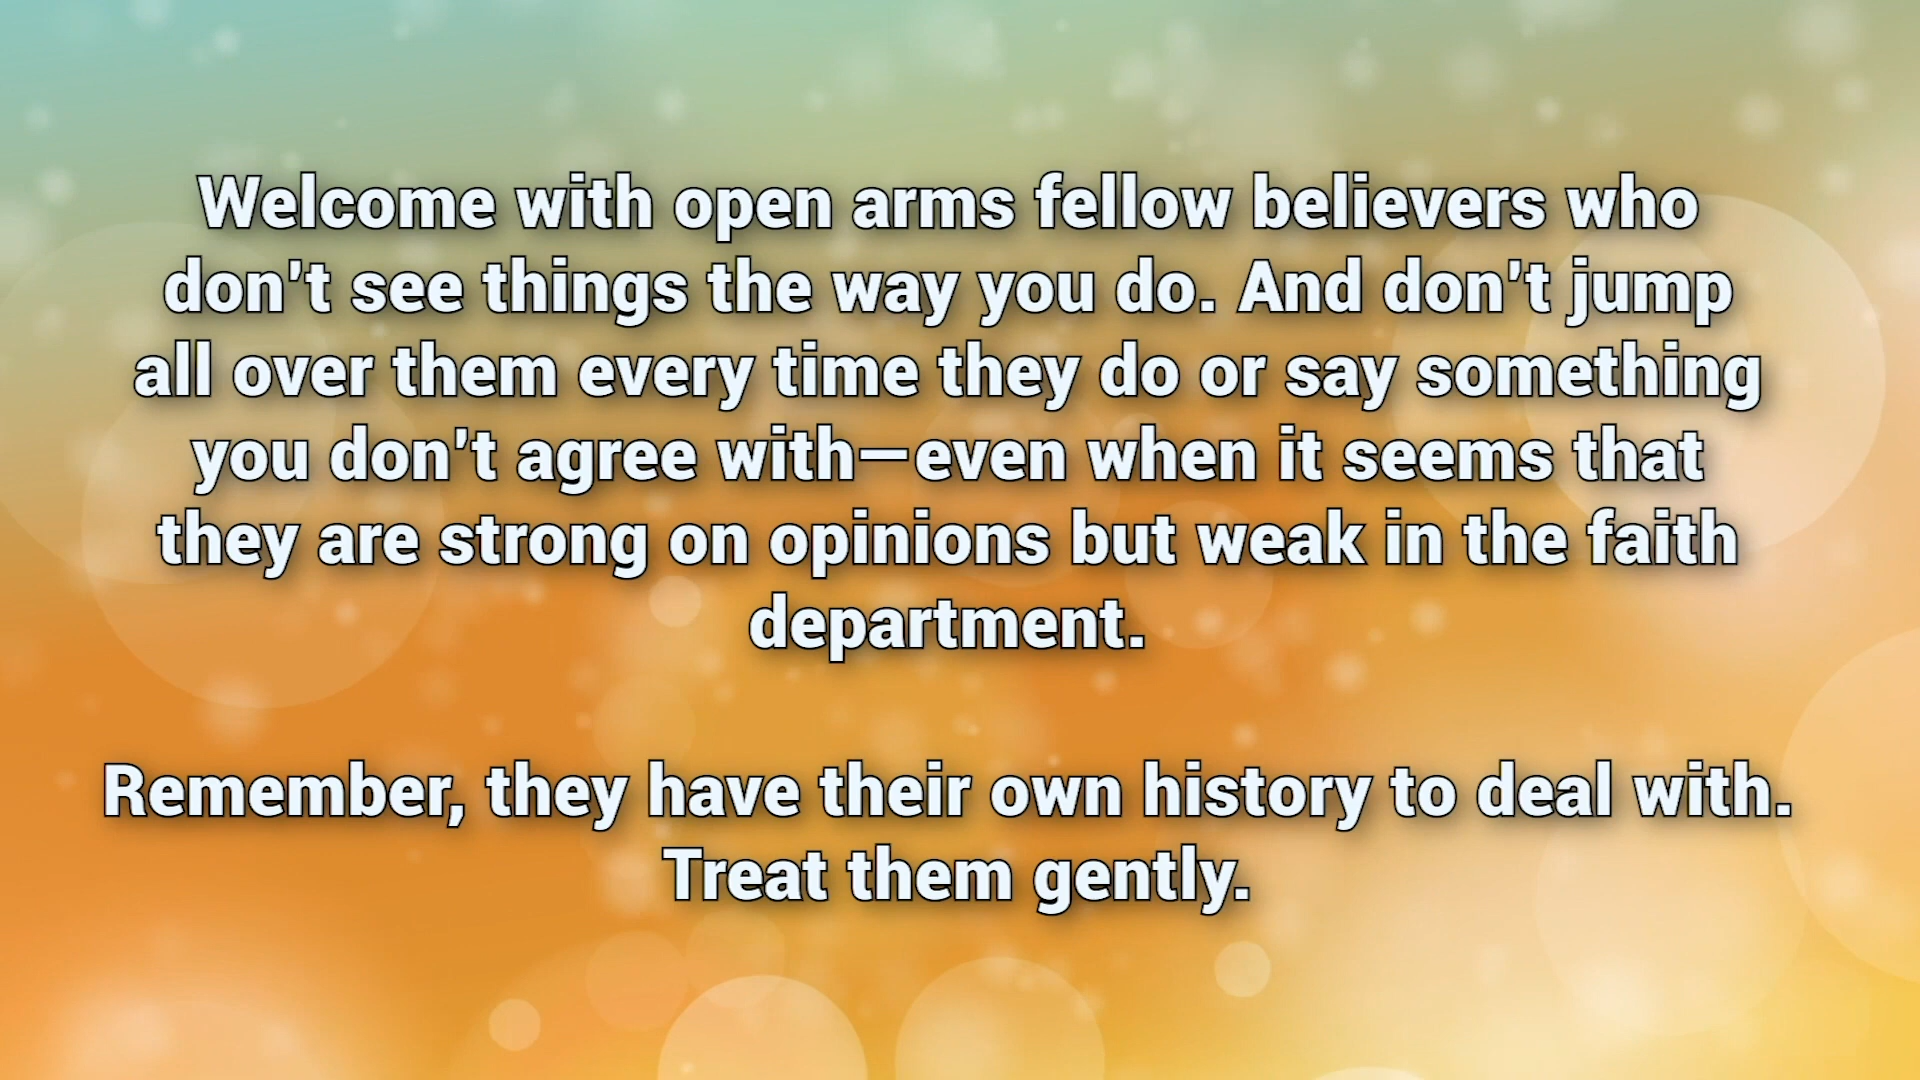 Welcome with open arms fellow believers who
don't see things the way you do. And don't jump
all over them every time they do or say something
you don't agree with—even when it seems that
they are strong on opinions but weak in the faith
department.
Remember, they have their own history to deal with.
Treat them gently.